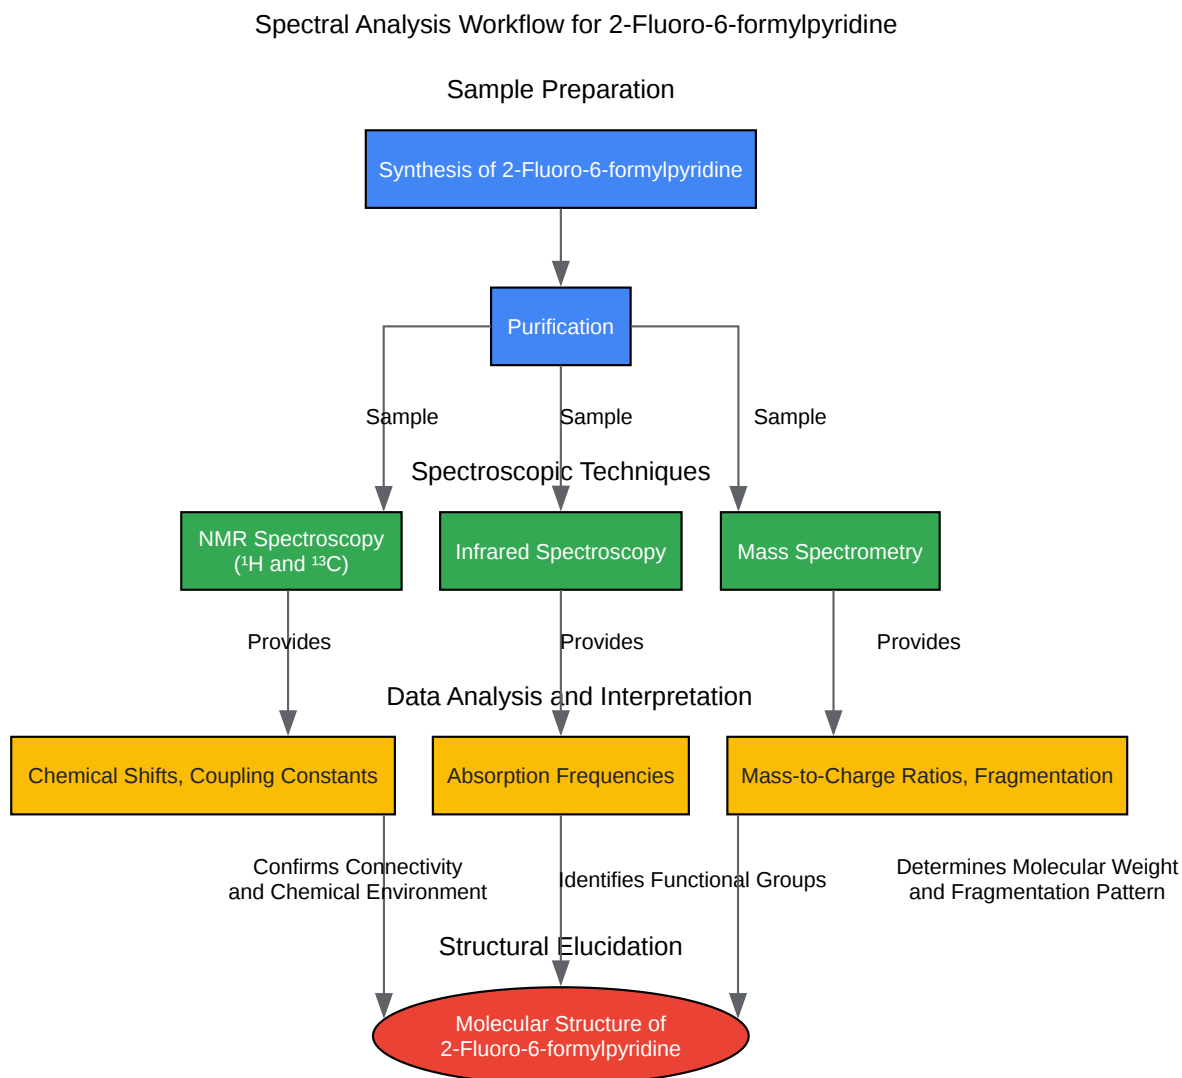 Spectral Analysis Workflow for 2-Fluoro-6-formylpyridine
Sample Preparation
Synthesis of 2-Fluoro-6-formylpyridine
Purification
Sample
Sample
Sample
Spectroscopic Techniques
NMR Spectroscopy
(¹H and ¹³C)
Infrared Spectroscopy
Mass Spectrometry
Provides
Provides
Provides
Data Analysis and Interpretation
Chemical Shifts, Coupling Constants
Absorption Frequencies
Mass-to-Charge Ratios, Fragmentation
Confirms Connectivity
and Chemical Environment
Identifies Functional Groups
Determines Molecular Weight
and Fragmentation Pattern
Structural Elucidation
Molecular Structure of
2-Fluoro-6-formylpyridine